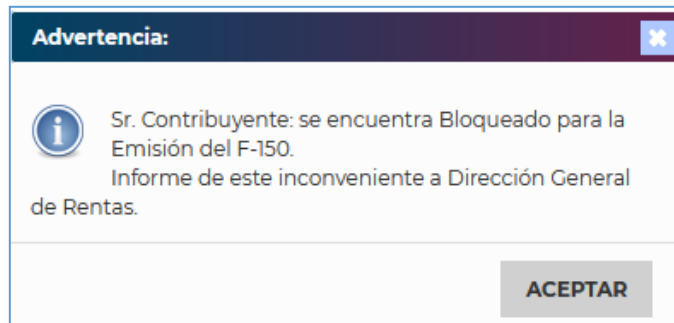 Advertencia:
Sr. Contribuyente: se encuentra Bloqueado para la
Emisión del F-150.
Informe de este inconveniente a Dirección General
de Rentas.
ACEPTAR